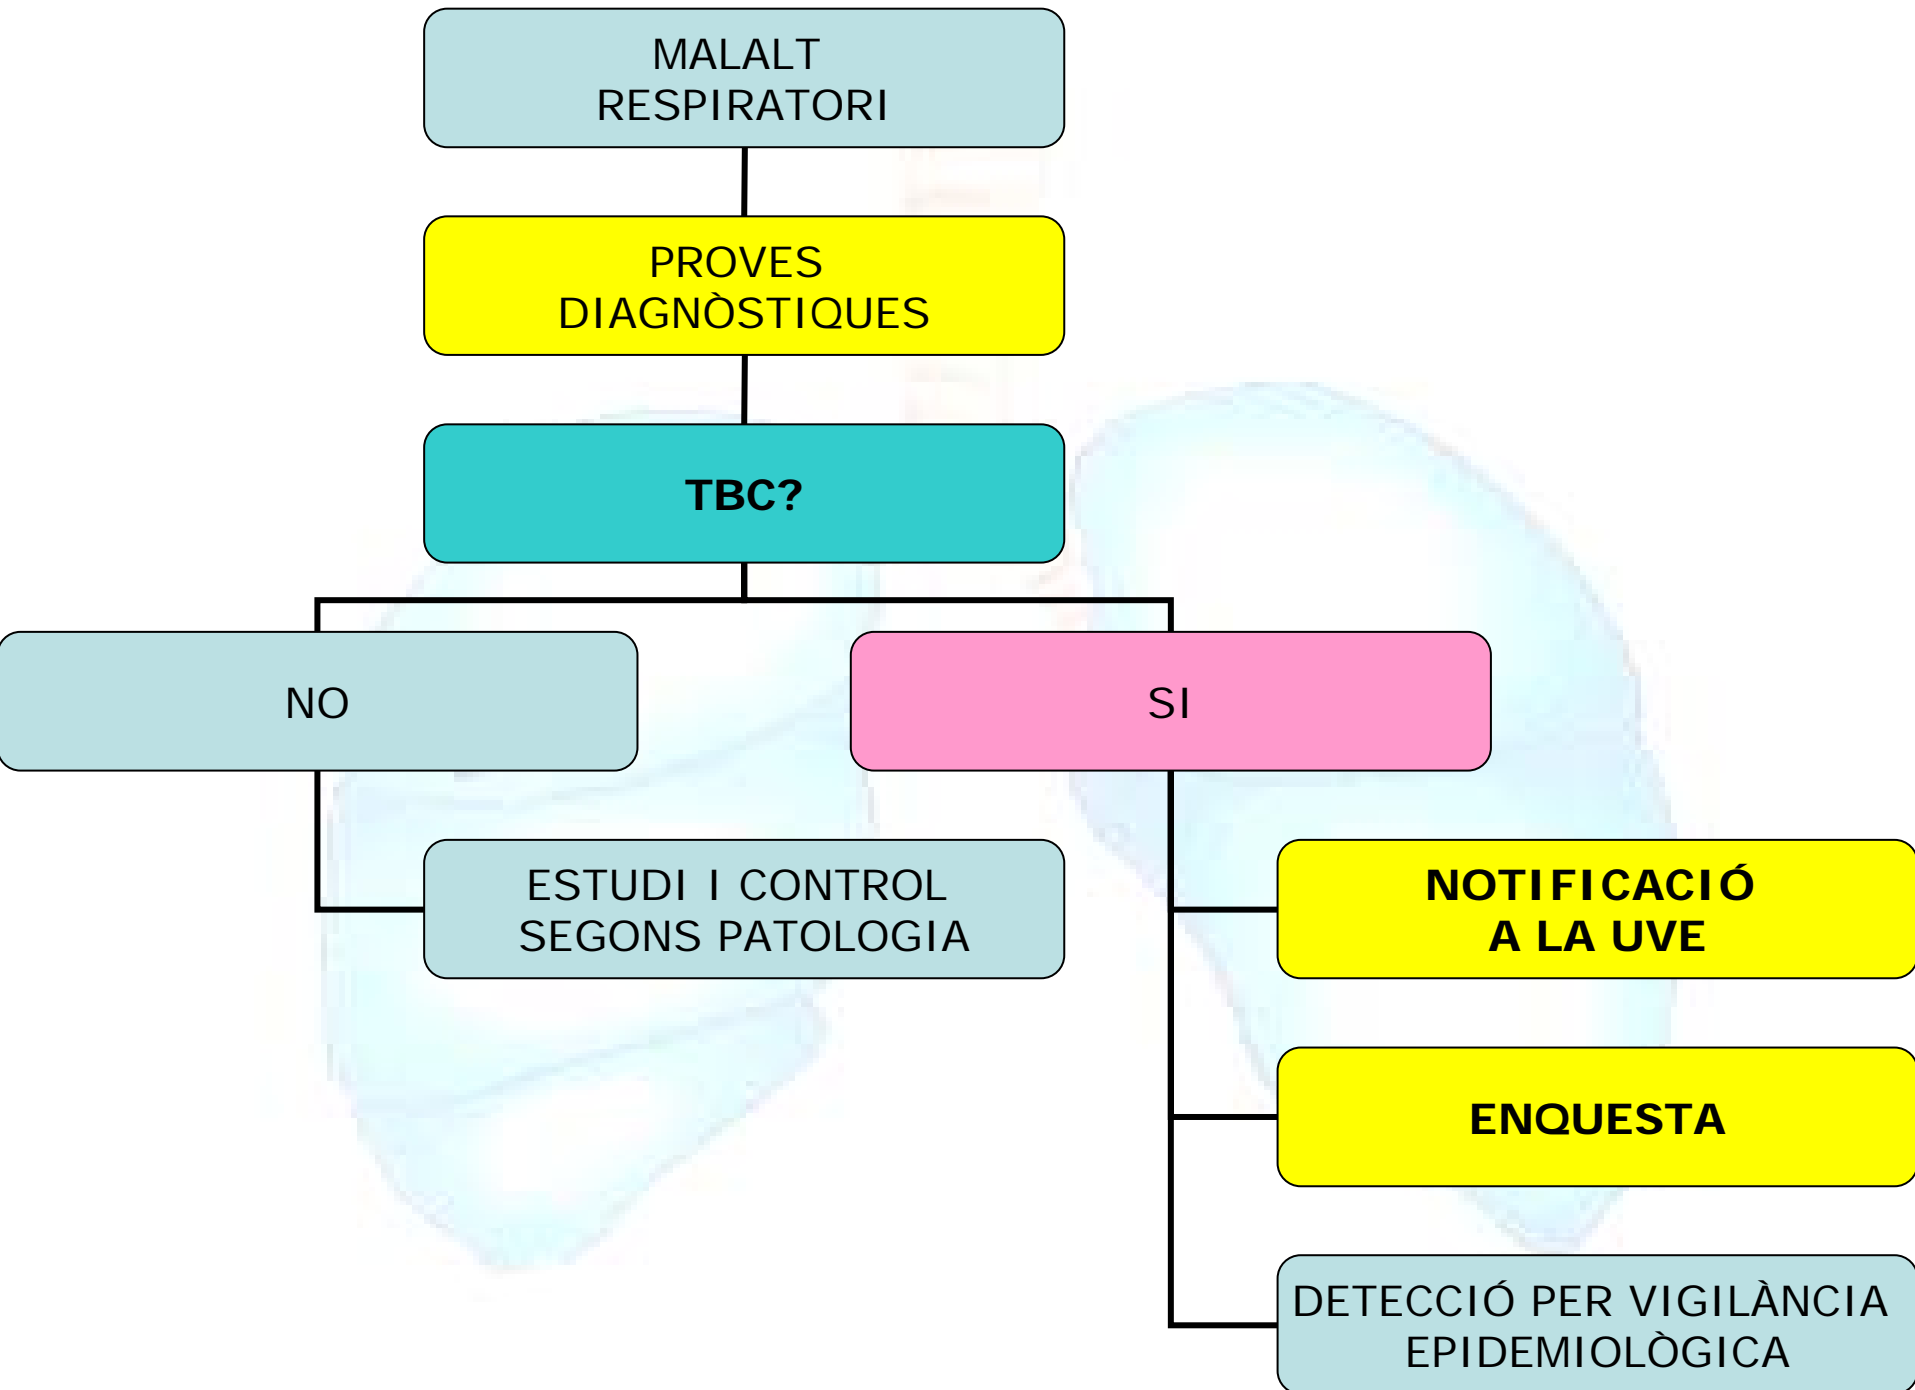 MALALT
RESPIRATORI
PROVES
DIAGNÒSTIQUES
TBC?
NO
SI
ESTUDI I CONTROL
SEGONS PATOLOGIA
NOTIFICACIÓ
A LA UVE
ENQUESTA
DETECCIÓ PER VIGILÀNCIA
EPIDEMIOLÒGICA